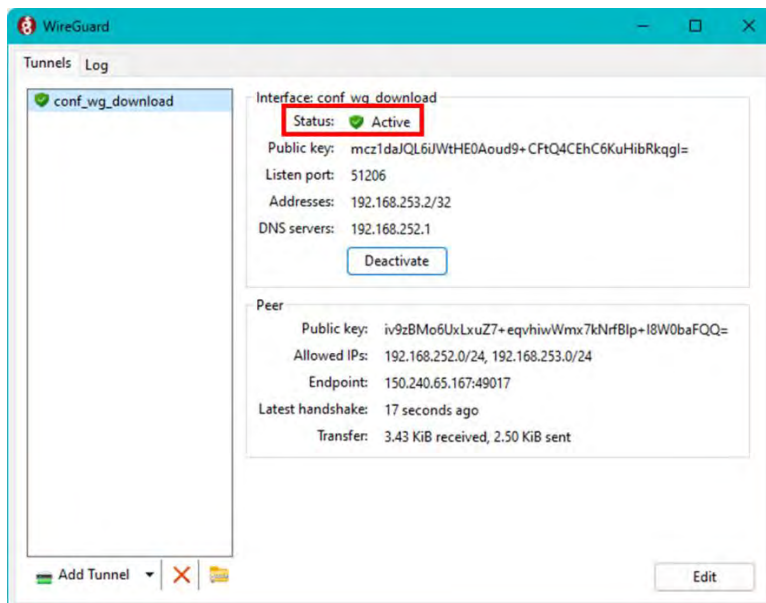 WireGuard
Tunnels Log
conf_wg_download
Interface: conf_wg_download
Status: Active
Public key: mcz1daJQL6iJWtHE0Aoud9+CFtQ4CEhC6KuHibRkqgI=
Listen port: 51206
Addresses: 192.168.253.2/32
DNS servers: 192.168.252.1
Deactivate
Peer
Public key: iv9zBMo6UxLxuZ7+eqvhiwWmx7kNrfBIp+I8W0baFQQ=
Allowed IPs: 192.168.252.0/24, 192.168.253.0/24
Endpoint: 150.240.65.167:49017
Latest handshake: 17 seconds ago
Transfer: 3.43 KiB received, 2.50 KiB sent
Add Tunnel
Edit